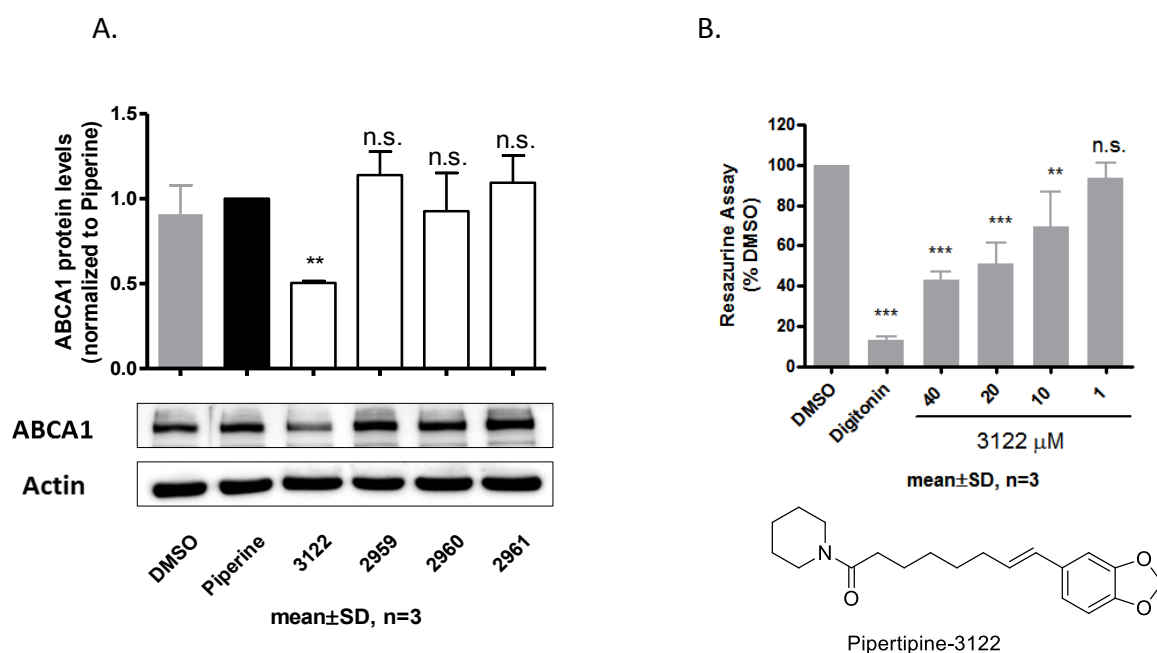 A.
ABCA1 protein levels
(normalized to Piperine)
1.5
1.0
0.5
0.0
**
n.s.
n.s.
n.s.
ABCA1
Actin
DMSO
Piperine
3122
2959
2960
2961
mean±SD, n=3
B.
Resazurine Assay
(% DMSO)
120
100
80
60
40
20
0
***
***
***
**
n.s.
DMSO
Digitonin
40
20
10
1
3122 µM
mean±SD, n=3
N
O
O
O
Pipertipine-3122